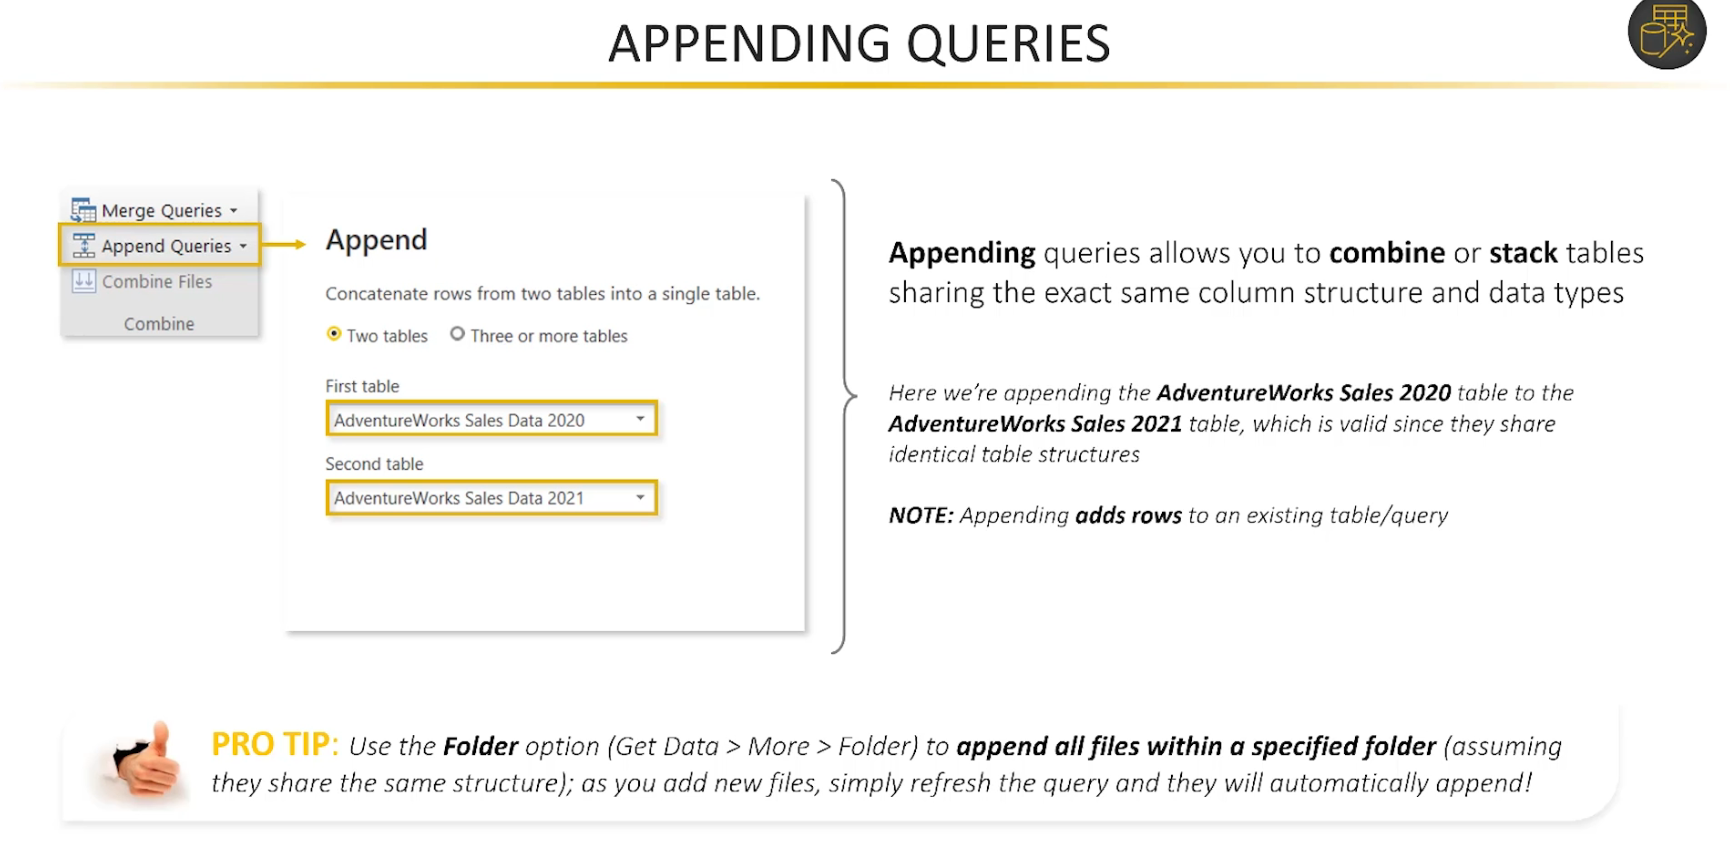 APPENDING QUERIES
Merge Queries
Append Queries
Combine Files
Combine
Append
Concatenate rows from two tables into a single table.
Two tables Three or more tables
First table
AdventureWorks Sales Data 2020
Second table
AdventureWorks Sales Data 2021
Appending queries allows you to combine or stack tables
sharing the exact same column structure and data types
Here we’re appending the AdventureWorks Sales 2020 table to the
AdventureWorks Sales 2021 table, which is valid since they share
identical table structures
NOTE: Appending adds rows to an existing table/query
PRO TIP: Use the Folder option (Get Data > More > Folder) to append all files within a specified folder (assuming
they share the same structure); as you add new files, simply refresh the query and they will automatically append!